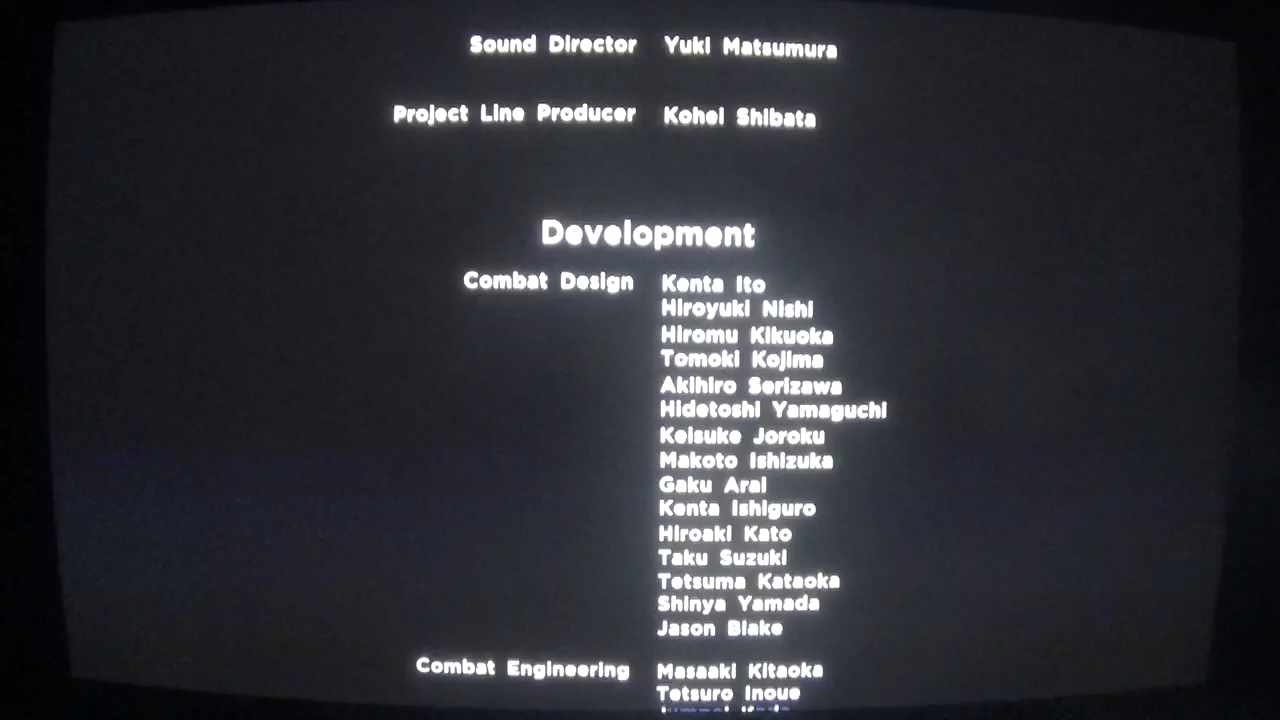 Sound Director Yuki Matsumura
Project Line Producer Kohei Shibata
Development
Combat Design Kenta Ito
Hiroyuki Nishi
Hiromu Kikuoka
Tomoki Kojima
Akihiro Serizawa
Hidetoshi Yamaguchi
Keisuke Joroku
Makoto Ishizuka
Gaku Arai
Kenta Ishiguro
Hiroaki Kato
Taku Suzuki
Tetsuma Kataoka
Shinya Yamada
Jason Blake
Combat Engineering Masaaki Kitaoka
Tetsuro Inoue